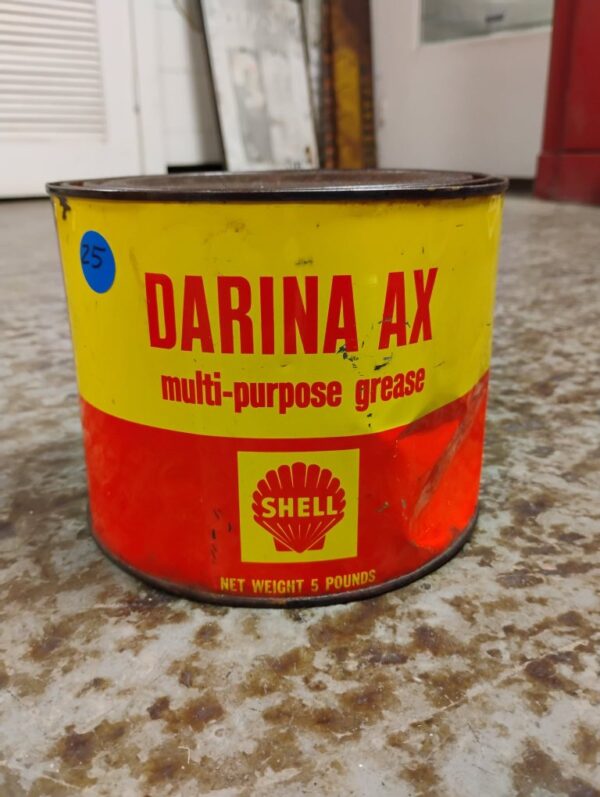 25
DARINA AX
multi-purpose grease
SHELL
NET WEIGHT 5 POUNDS